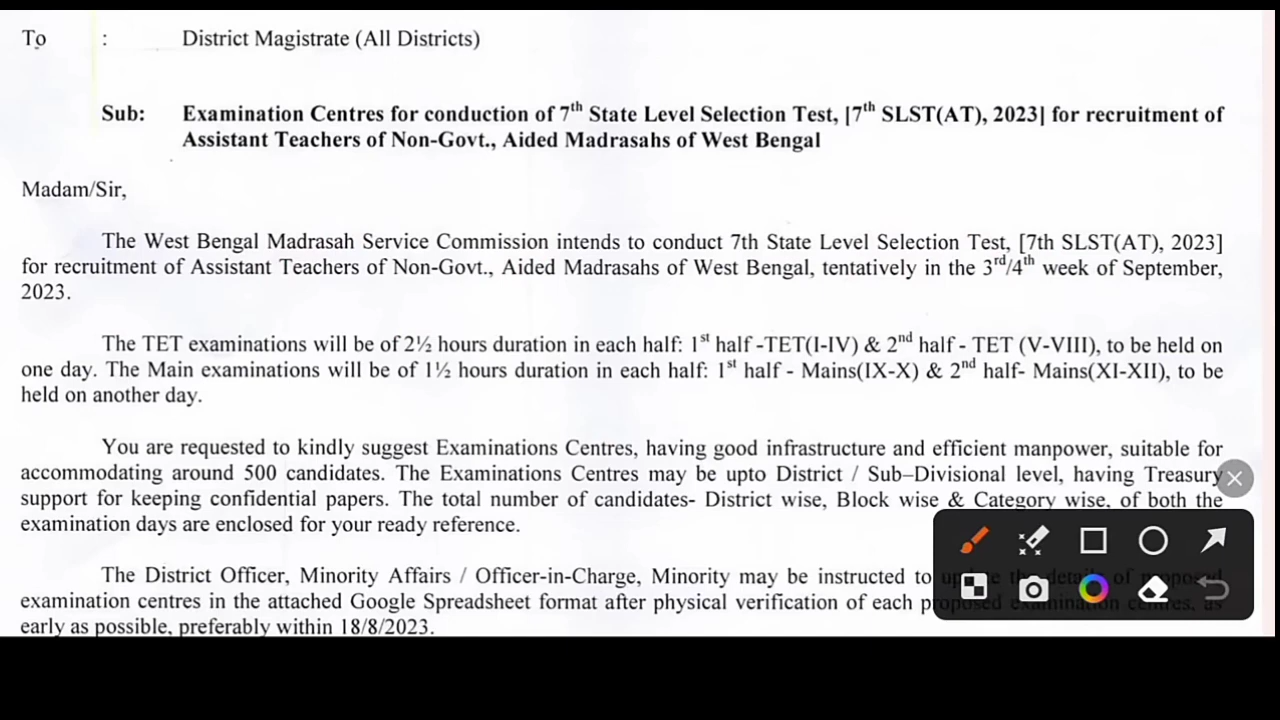 To : District Magistrate (All Districts)
Sub: Examination Centres for conduction of 7th State Level Selection Test, [7th SLST(AT), 2023] for recruitment of
Assistant Teachers of Non-Govt., Aided Madrasahs of West Bengal
Madam/Sir,
The West Bengal Madrasah Service Commission intends to conduct 7th State Level Selection Test, [7th SLST(AT), 2023]
for recruitment of Assistant Teachers of Non-Govt., Aided Madrasahs of West Bengal, tentatively in the 3rd/4th week of September,
2023.
The TET examinations will be of 2½ hours duration in each half: 1st half -TET(I-IV) & 2nd half - TET (V-VIII), to be held on
one day. The Main examinations will be of 1½ hours duration in each half: 1st half - Mains(IX-X) & 2nd half- Mains(XI-XII), to be
held on another day.
You are requested to kindly suggest Examinations Centres, having good infrastructure and efficient manpower, suitable for
accommodating around 500 candidates. The Examinations Centres may be upto District / Sub–Divisional level, having Treasury
support for keeping confidential papers. The total number of candidates- District wise, Block wise & Category wise, of both the
examination days are enclosed for your ready reference.
The District Officer, Minority Affairs / Officer-in-Charge, Minority may be instructed to update the details of proposed
examination centres in the attached Google Spreadsheet format after physical verification of each proposed examination centres, as
early as possible, preferably within 18/8/2023.